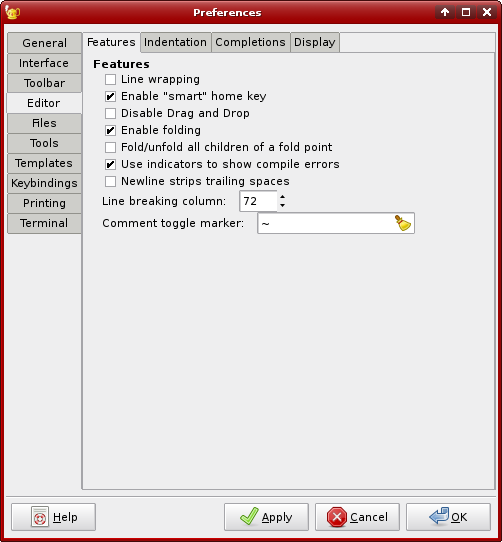 Preferences
General
Interface
Toolbar
Editor
Files
Tools
Templates
Keybindings
Printing
Terminal
Features Indentation Completions Display
Features
Line wrapping
Enable "smart" home key
Disable Drag and Drop
Enable folding
Fold/unfold all children of a fold point
Use indicators to show compile errors
Newline strips trailing spaces
Line breaking column: 72
Comment toggle marker: ~
Help Apply Cancel OK